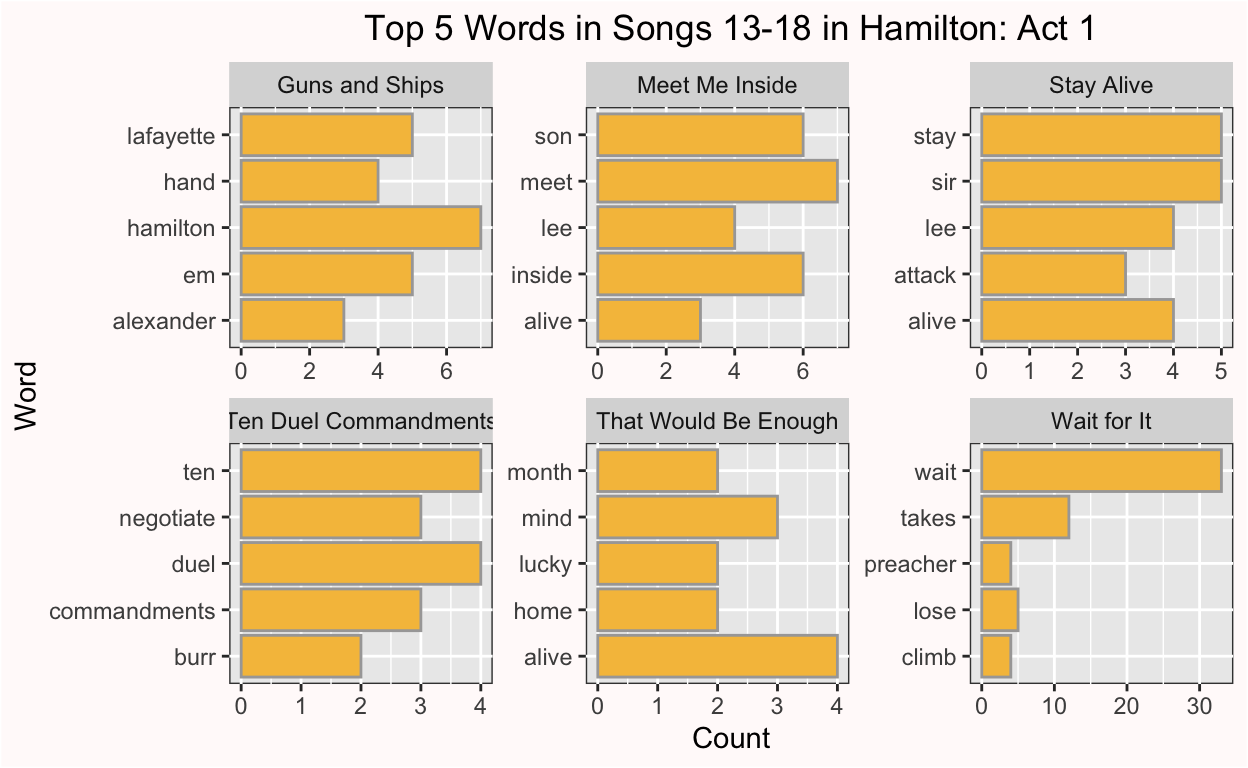 Top 5 Words in Songs 13-18 in Hamilton: Act 1
Guns and Ships
lafayette
hand
hamilton
em
alexander
0 2 4 6
Meet Me Inside
son
meet
lee
inside
alive
0 2 4 6
Stay Alive
stay
sir
lee
attack
alive
0 1 2 3 4 5
Word
Ten Duel Commandments
ten
negotiate
duel
commandments
burr
0 1 2 3 4
That Would Be Enough
month
mind
lucky
home
alive
0 1 2 3 4
Wait for It
wait
takes
preacher
lose
climb
0 10 20 30
Count